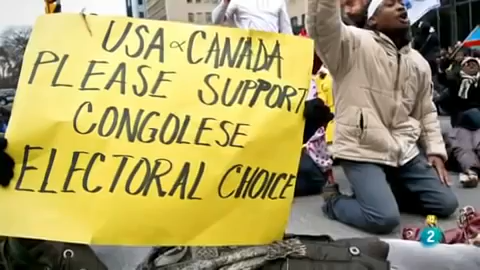 USA & CANADA
PLEASE SUPPORT
CONGOLESE
ELECTORAL CHOICE
2